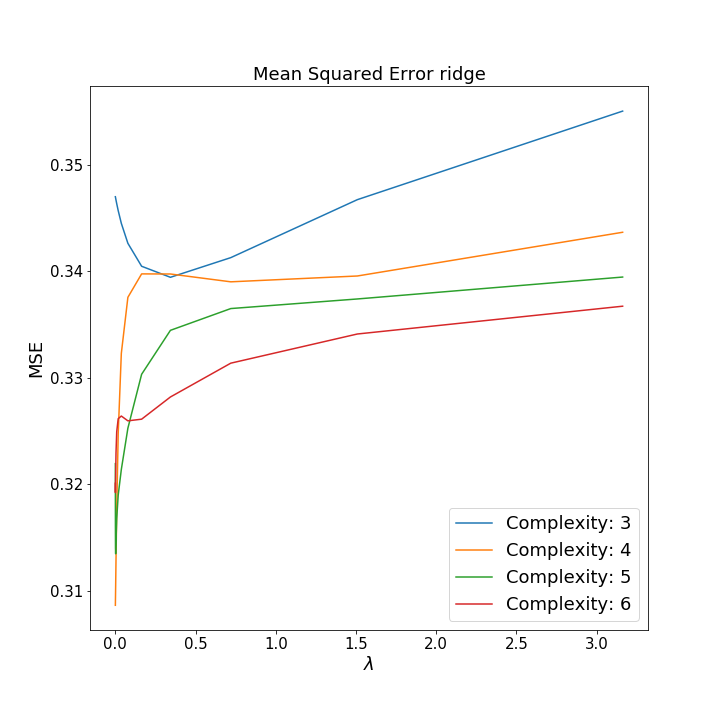 Mean Squared Error ridge
MSE
0.35
0.34
0.33
0.32
0.31
0.0 0.5 1.0 1.5 2.0 2.5 3.0
λ
Complexity: 3
Complexity: 4
Complexity: 5
Complexity: 6